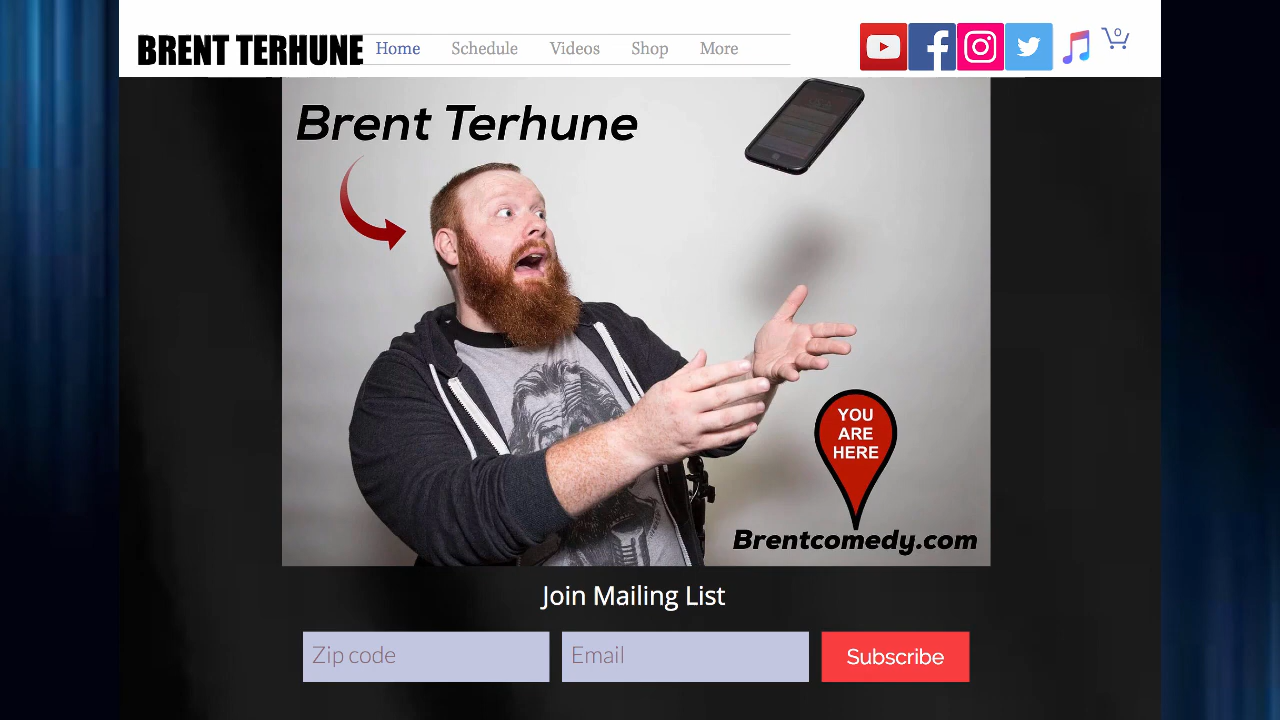 BRENT TERHUNE
Home Schedule Videos Shop More
0
Brent Terhune
YOU
ARE
HERE
Brentcomedy.com
Join Mailing List
Zip code Email Subscribe